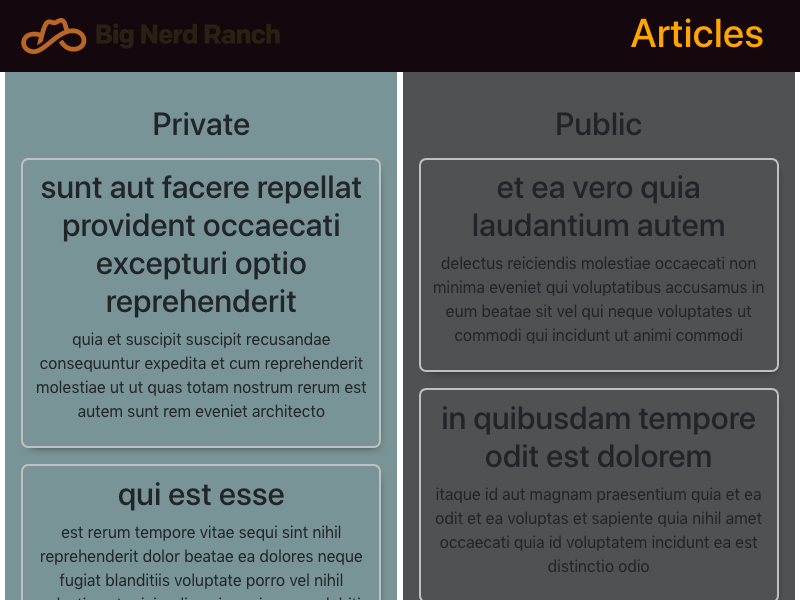 Big Nerd Ranch
Articles
Private
sunt aut facere repellat
provident occaecati
excepturi optio
reprehenderit
quia et suscipit suscipit recusandae
consequuntur expedita et cum reprehenderit
molestiae ut ut quas totam nostrum rerum est
autem sunt rem eveniet architecto
qui est esse
est rerum tempore vitae sequi sint nihil
reprehenderit dolor beatae ea dolores neque
fugiat blanditiis voluptate porro vel nihil
Public
et ea vero quia
laudantium autem
delectus reiciendis molestiae occaecati non
minima eveniet qui voluptatibus accusamus in
eum beatae sit vel qui neque voluptates ut
commodi qui incidunt ut animi commodi
in quibusdam tempore
odit est dolorem
itaque id aut magnam praesentium quia et ea
odit et ea voluptas et sapiente quia nihil amet
occaecati quia id voluptatem incidunt ea est
distinctio odio